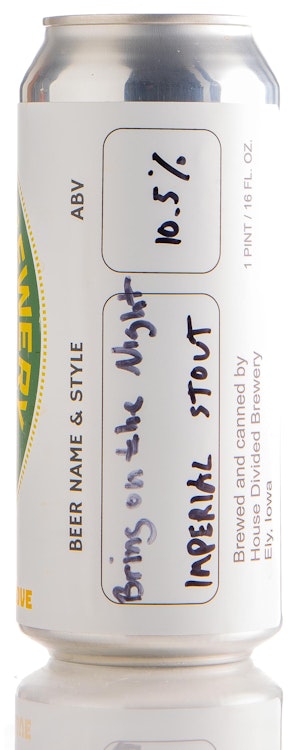 BEER NAME & STYLE
Bring on the Night
IMPERIAL STOUT
ABV
10.5%
Brewed and canned by
House Divided Brewery
Ely, Iowa
1 PINT / 16 FL. OZ.